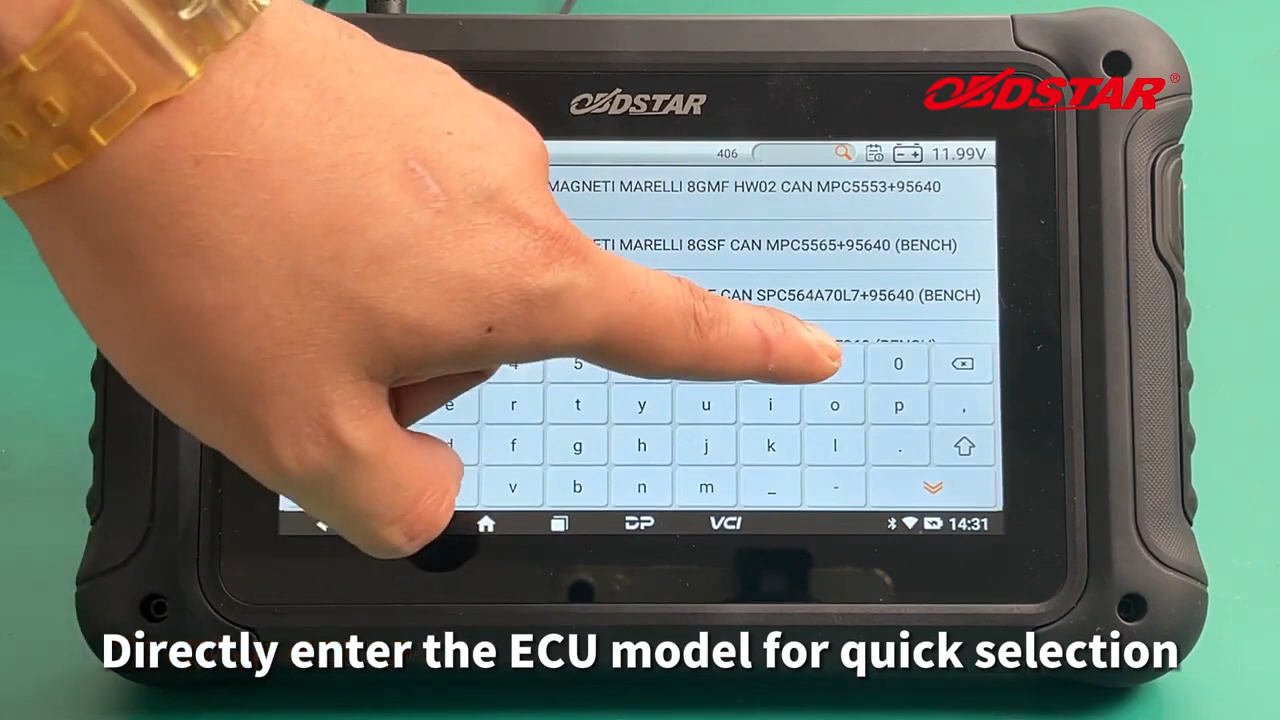 OBDSTAR
OBDSTAR®
406
11.99V
MAGNETI MARELLI 8GMF HW02 CAN MPC5553+95640
MARELLI 8GSF CAN MPC5565+95640 (BENCH)
CAN SPC564A70L7+95640 (BENCH)
4 5 0
e r t y u i o p ,
f g h j k l .
v b n m _ -
DP VCI 14:31
Directly enter the ECU model for quick selection